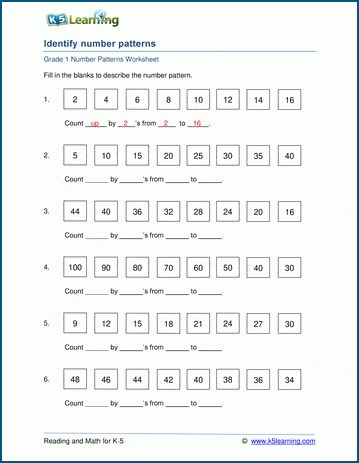 K5 Learning
Identify number patterns
Grade 1 Number Patterns Worksheet
Fill in the blanks to describe the number pattern.
1. 2 4 6 8 10 12 14 16
Count up by 2 's from 2 to 16.
2. 5 10 15 20 25 30 35 40
Count ______ by ______'s from ______ to ______.
3. 44 40 36 32 28 24 20 16
Count ______ by ______'s from ______ to ______.
4. 100 90 80 70 60 50 40 30
Count ______ by ______'s from ______ to ______.
5. 9 12 15 18 21 24 27 30
Count ______ by ______'s from ______ to ______.
6. 48 46 44 42 40 38 36 34
Count ______ by ______'s from ______ to ______.
Reading and Math for K-5 © www.k5learning.com